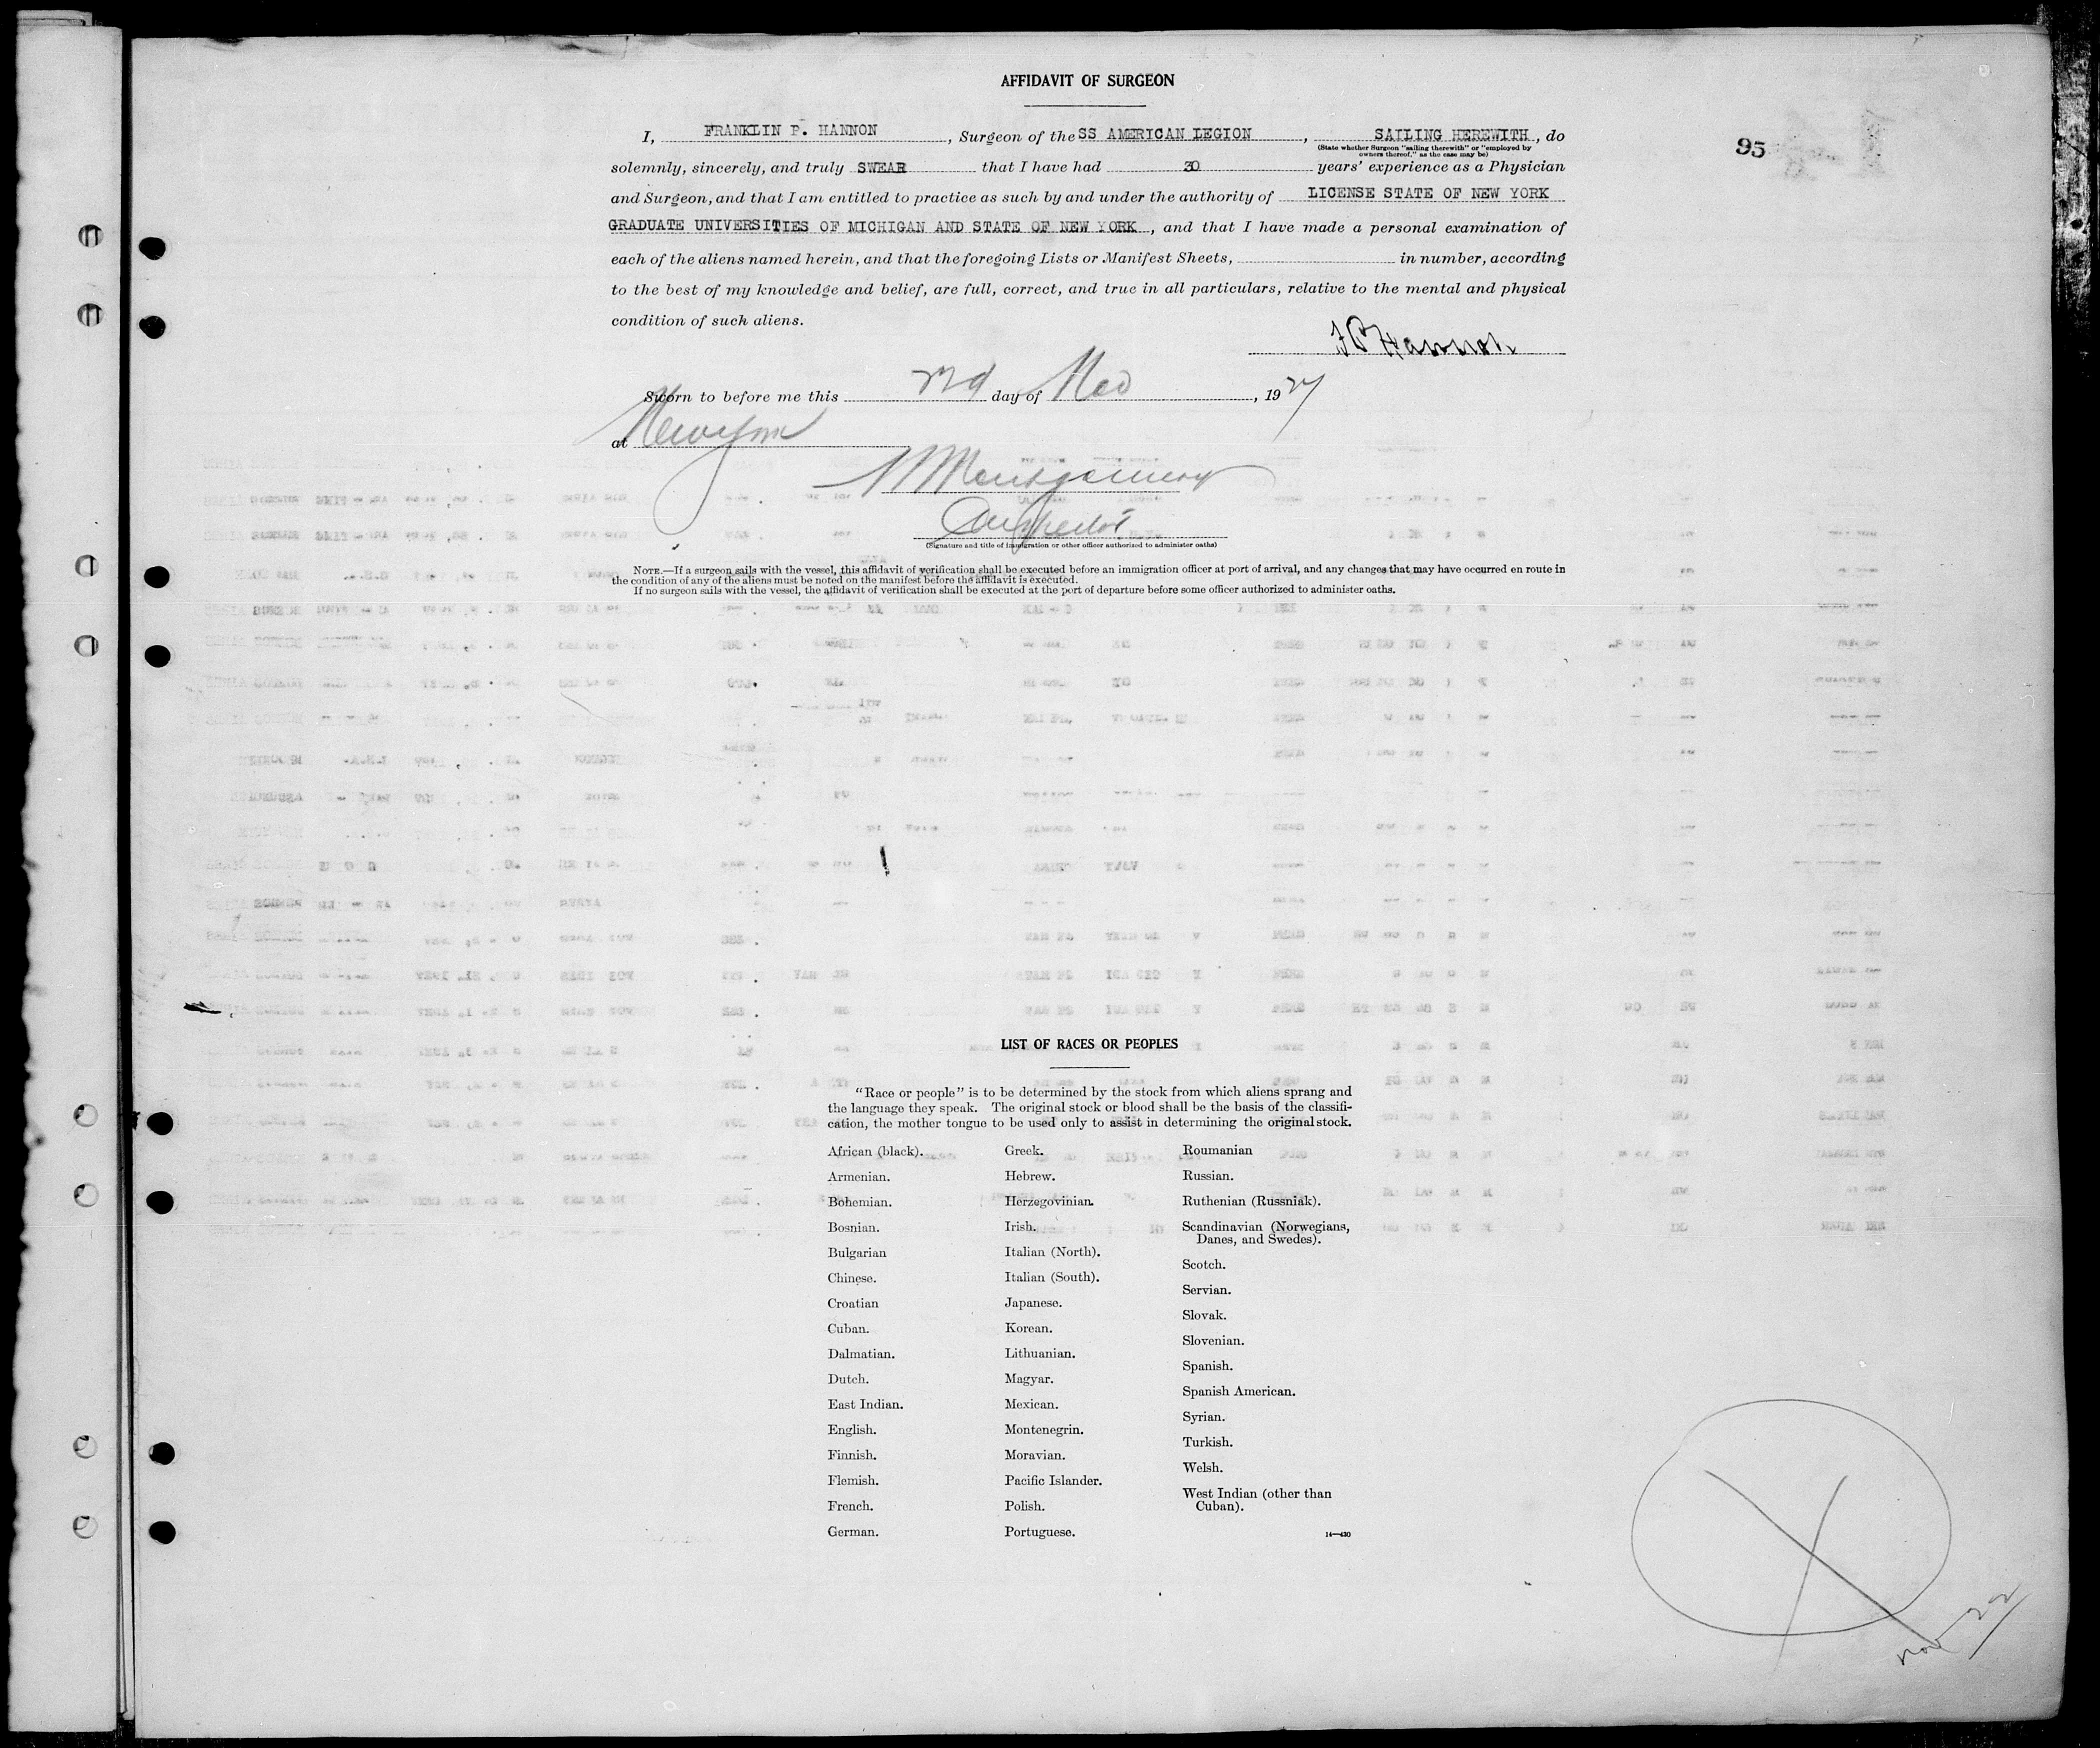 AFFIDAVIT OF SURGEON
95
I, FRANKLIN P. HANNON, Surgeon of the SS AMERICAN LEGION, SAILING HEREWITH, do
(State whether Surgeon "sailing therewith" or "employed by
owners thereof," as the case may be)
solemnly, sincerely, and truly SWEAR that I have had 30 years' experience as a Physician
and Surgeon, and that I am entitled to practice as such by and under the authority of LICENSE STATE OF NEW YORK
GRADUATE UNIVERSITIES OF MICHIGAN AND STATE OF NEW YORK, and that I have made a personal examination of
each of the aliens named herein, and that the foregoing Lists or Manifest Sheets, in number, according
to the best of my knowledge and belief, are full, correct, and true in all particulars, relative to the mental and physical
condition of such aliens.
F P Hannon
Sworn to before me this 22d day of Nov, 1927
at New York
Montgomery
Inspector
(Signature and title of immigration or other officer authorized to administer oaths)
NOTE.—If a surgeon sails with the vessel, this affidavit of verification shall be executed before an immigration officer at port of arrival, and any changes that may have occurred en route in
the condition of any of the aliens must be noted on the manifest before the affidavit is executed.
If no surgeon sails with the vessel, the affidavit of verification shall be executed at the port of departure before some officer authorized to administer oaths.
LIST OF RACES OR PEOPLES
"Race or people" is to be determined by the stock from which aliens sprang and
the language they speak. The original stock or blood shall be the basis of the classifi-
cation, the mother tongue to be used only to assist in determining the original stock.
African (black).
Armenian.
Bohemian.
Bosnian.
Bulgarian
Chinese.
Croatian
Cuban.
Dalmatian.
Dutch.
East Indian.
English.
Finnish.
Flemish.
French.
German.
Greek.
Hebrew.
Herzegovinian.
Irish.
Italian (North).
Italian (South).
Japanese.
Korean.
Lithuanian.
Magyar.
Mexican.
Montenegrin.
Moravian.
Pacific Islander.
Polish.
Portuguese.
Roumanian
Russian.
Ruthenian (Russniak).
Scandinavian (Norwegians,
Danes, and Swedes).
Scotch.
Servian.
Slovak.
Slovenian.
Spanish.
Spanish American.
Syrian.
Turkish.
Welsh.
West Indian (other than
Cuban).
14—430
X
Nov 22